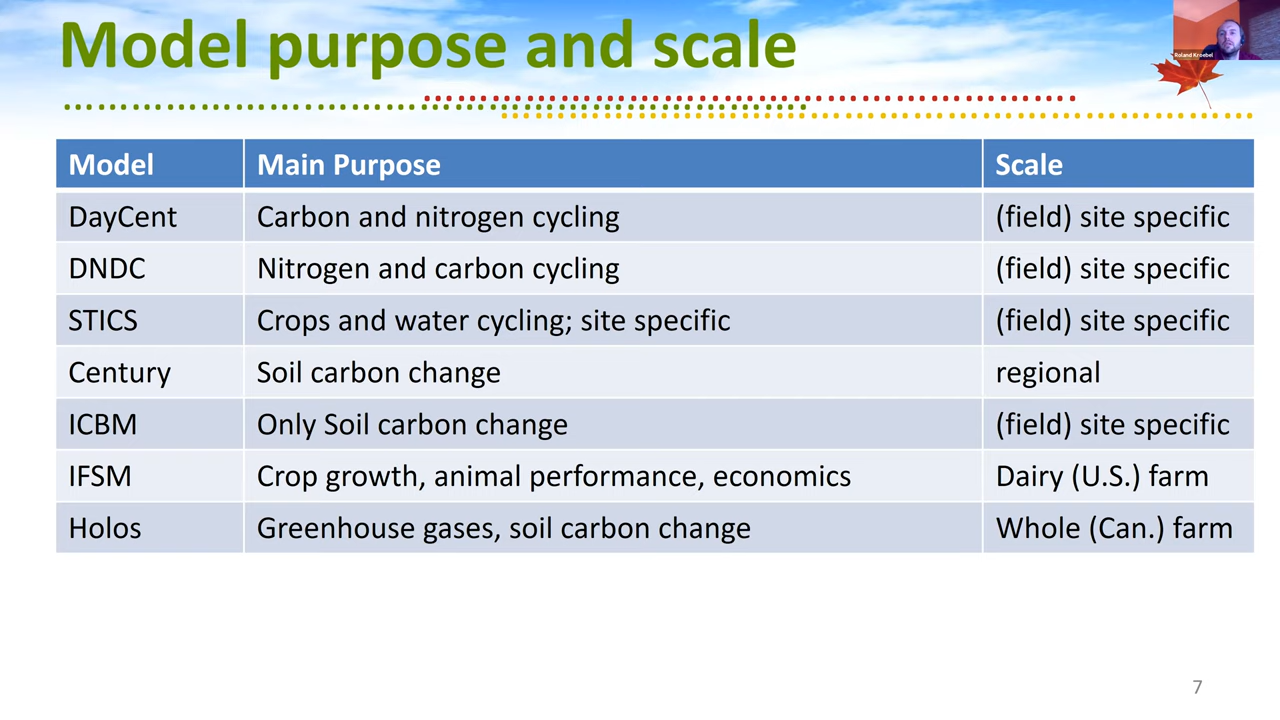 Model purpose and scale
Roland Kroebel
Model Main Purpose Scale
DayCent Carbon and nitrogen cycling (field) site specific
DNDC Nitrogen and carbon cycling (field) site specific
STICS Crops and water cycling; site specific (field) site specific
Century Soil carbon change regional
ICBM Only Soil carbon change (field) site specific
IFSM Crop growth, animal performance, economics Dairy (U.S.) farm
Holos Greenhouse gases, soil carbon change Whole (Can.) farm
7